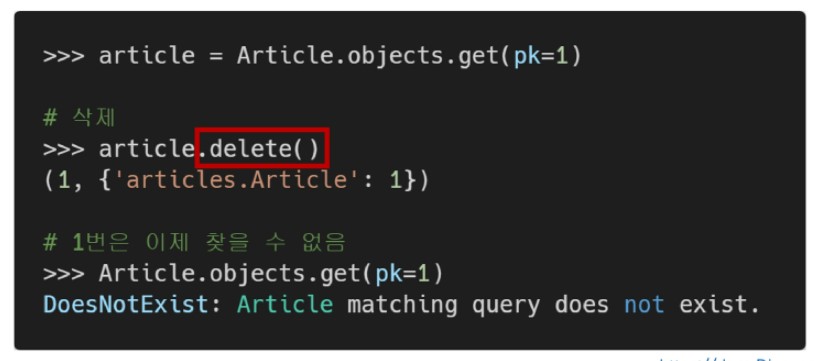 >>> article = Article.objects.get(pk=1)
# 삭제
>>> article.delete()
(1, {'articles.Article': 1})
# 1번은 이제 찾을 수 없음
>>> Article.objects.get(pk=1)
DoesNotExist: Article matching query does not exist.